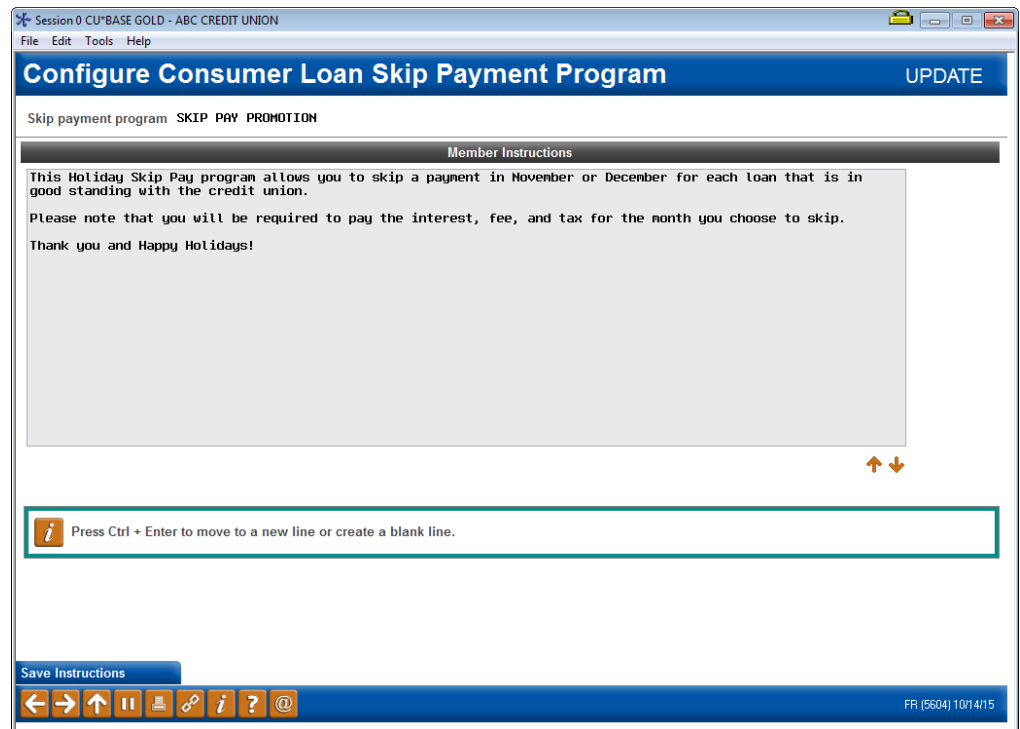 Session 0 CU*BASE GOLD - ABC CREDIT UNION
File Edit Tools Help
Configure Consumer Loan Skip Payment Program
UPDATE
Skip payment program SKIP PAY PROMOTION
Member Instructions
This Holiday Skip Pay program allows you to skip a payment in November or December for each loan that is in
good standing with the credit union.
Please note that you will be required to pay the interest, fee, and tax for the month you choose to skip.
Thank you and Happy Holidays!
i Press Ctrl + Enter to move to a new line or create a blank line.
Save Instructions
i ? @
FR (5604) 10/14/15